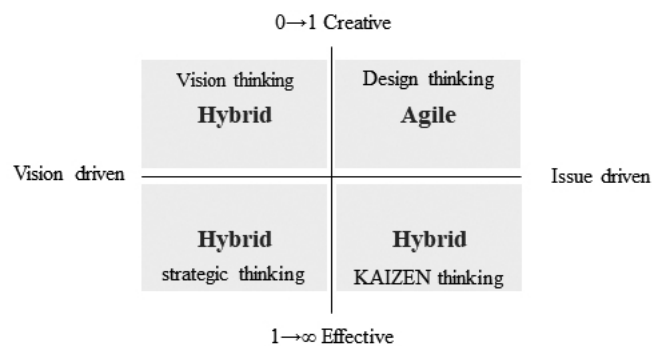 0→1 Creative
Vision thinking
Hybrid
Design thinking
Agile
Vision driven
Issue driven
Hybrid
strategic thinking
Hybrid
KAIZEN thinking
1→∞ Effective